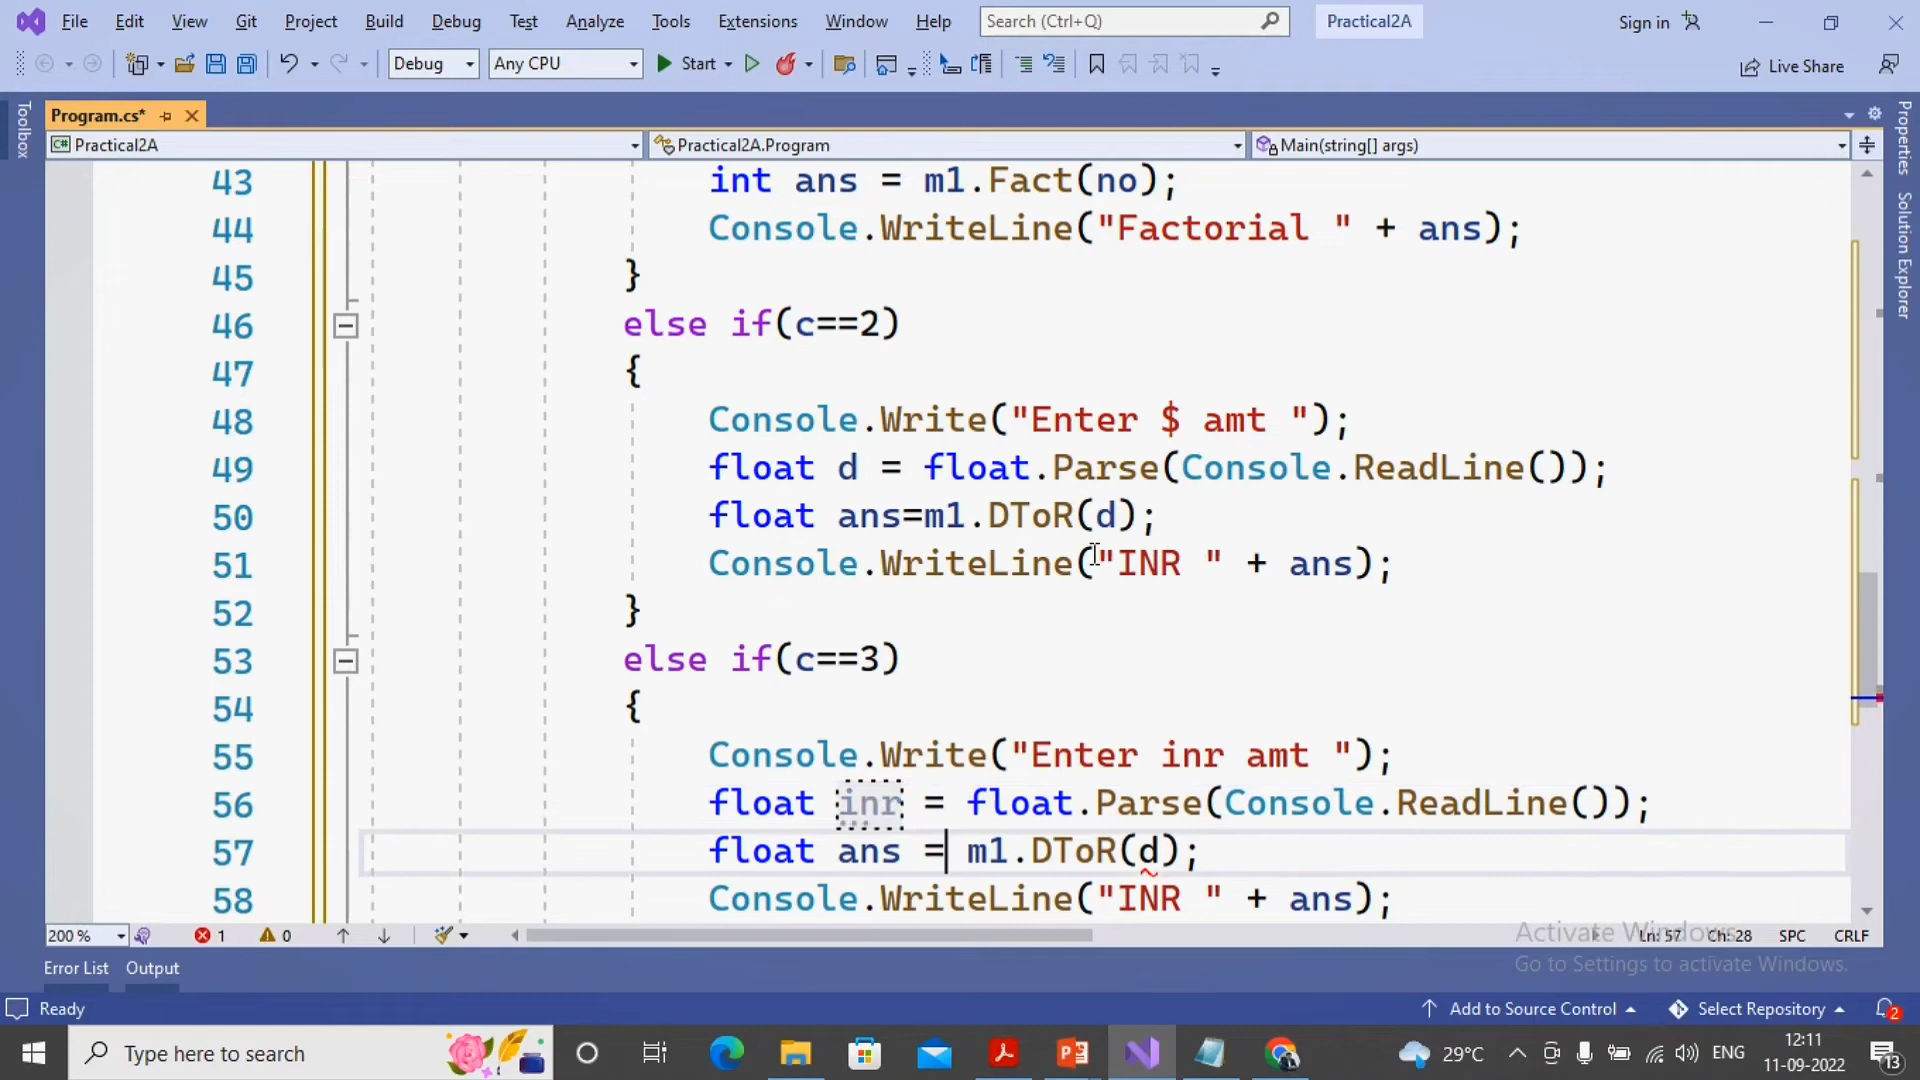 File Edit View Git Project Build Debug Test Analyze Tools Extensions Window Help Search (Ctrl+Q) Practical2A Sign in
Debug Any CPU Start Live Share
Toolbox
Program.cs*
Properties
Solution Explorer
C# Practical2A Practical2A.Program Main(string[] args)
43 int ans = m1.Fact(no);
44 Console.WriteLine("Factorial " + ans);
45 }
46 else if(c==2)
47 {
48 Console.Write("Enter $ amt ");
49 float d = float.Parse(Console.ReadLine());
50 float ans=m1.DToR(d);
51 Console.WriteLine("INR " + ans);
52 }
53 else if(c==3)
54 {
55 Console.Write("Enter inr amt ");
56 float inr = float.Parse(Console.ReadLine());
57 float ans = m1.DToR(d);
58 Console.WriteLine("INR " + ans);
200 % 1 0 Ln: 57 Ch: 28 SPC CRLF
Activate Windows
Go to Settings to activate Windows.
Error List Output
Ready Add to Source Control Select Repository 2
Type here to search 29°C ENG 12:11
11-09-2022 13